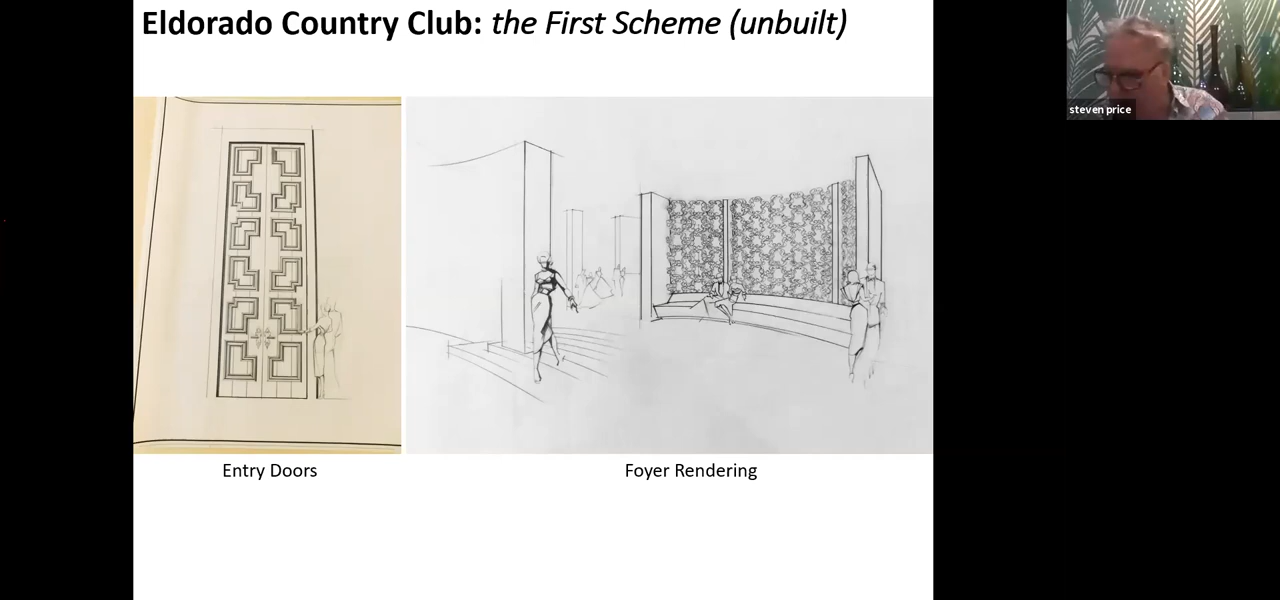 Eldorado Country Club: the First Scheme (unbuilt)
steven price
Entry Doors
Foyer Rendering